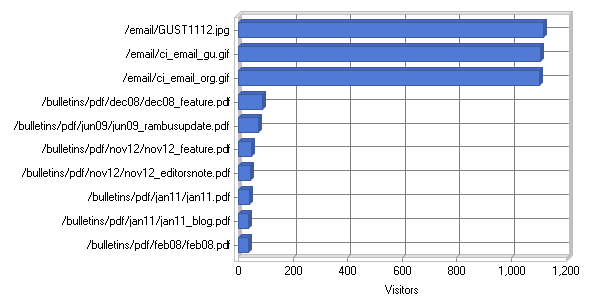 /email/GUST1112.jpg
/email/ci_email_gu.gif
/email/ci_email_org.gif
/bulletins/pdf/dec08/dec08_feature.pdf
/bulletins/pdf/jun09/jun09_rambusupdate.pdf
/bulletins/pdf/nov12/nov12_feature.pdf
/bulletins/pdf/nov12/nov12_editorsnote.pdf
/bulletins/pdf/jan11/jan11.pdf
/bulletins/pdf/jan11/jan11_blog.pdf
/bulletins/pdf/feb08/feb08.pdf
0 200 400 600 800 1,000 1,200
Visitors